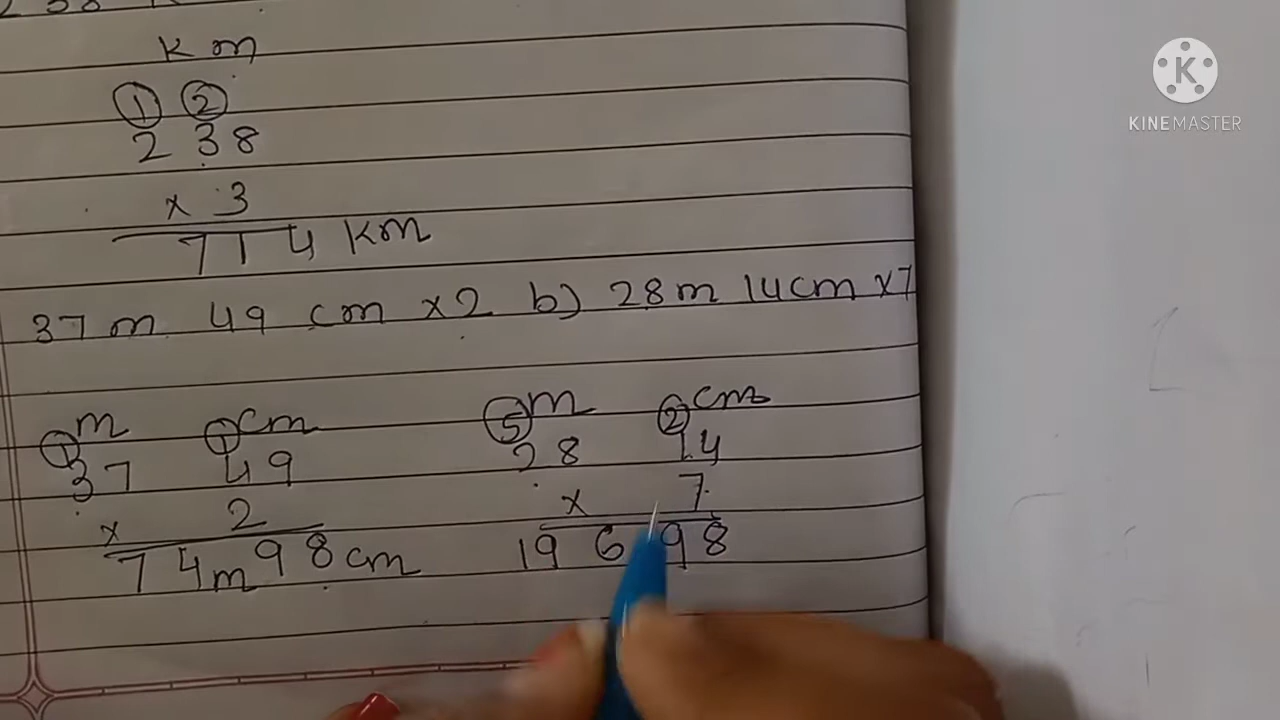 Km
① ②
2 3 8
x 3
7 1 4 Km
37 m 49 cm x 2 b) 28 m 14 cm x 7
m cm m cm
① ① ⑤ ②
37 49 28 14
x 2 x 7
7 4 m 9 8 cm 19 6 9 8
K
KINEMASTER